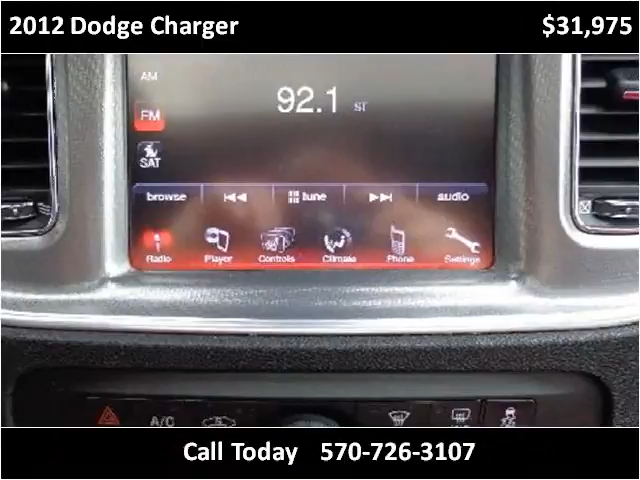 2012 Dodge Charger $31,975
AM
92.1 ST
FM
SAT
browse tune audio
Radio Player Controls Climate Phone Settings
A/C
Call Today 570-726-3107